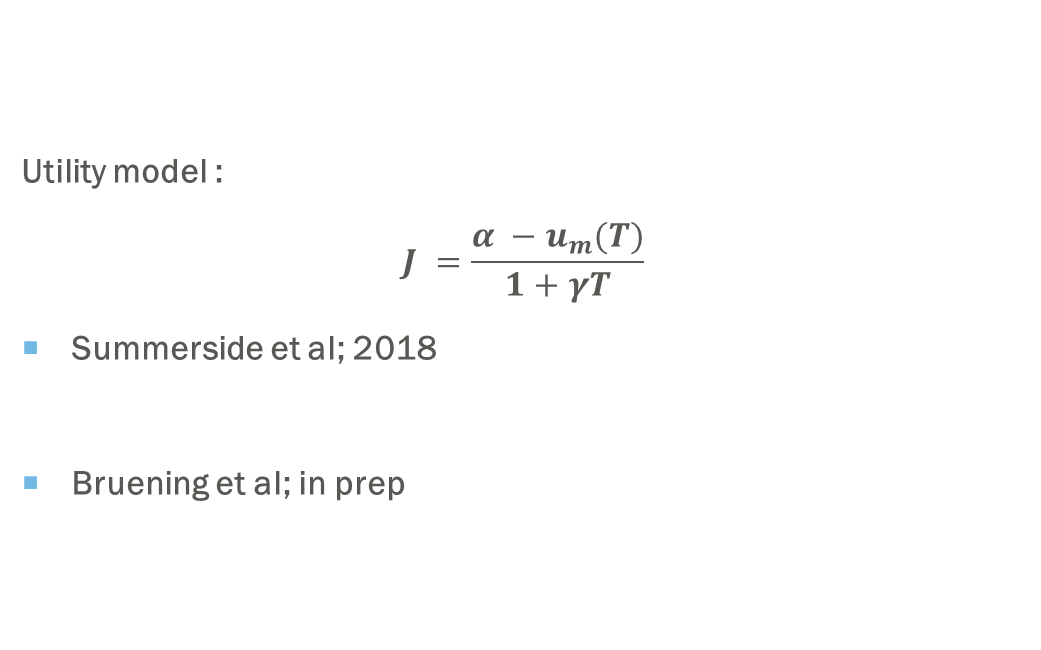 Utility model :
J = α − u_m(T) / 1 + γT
Summerside et al; 2018
Bruening et al; in prep